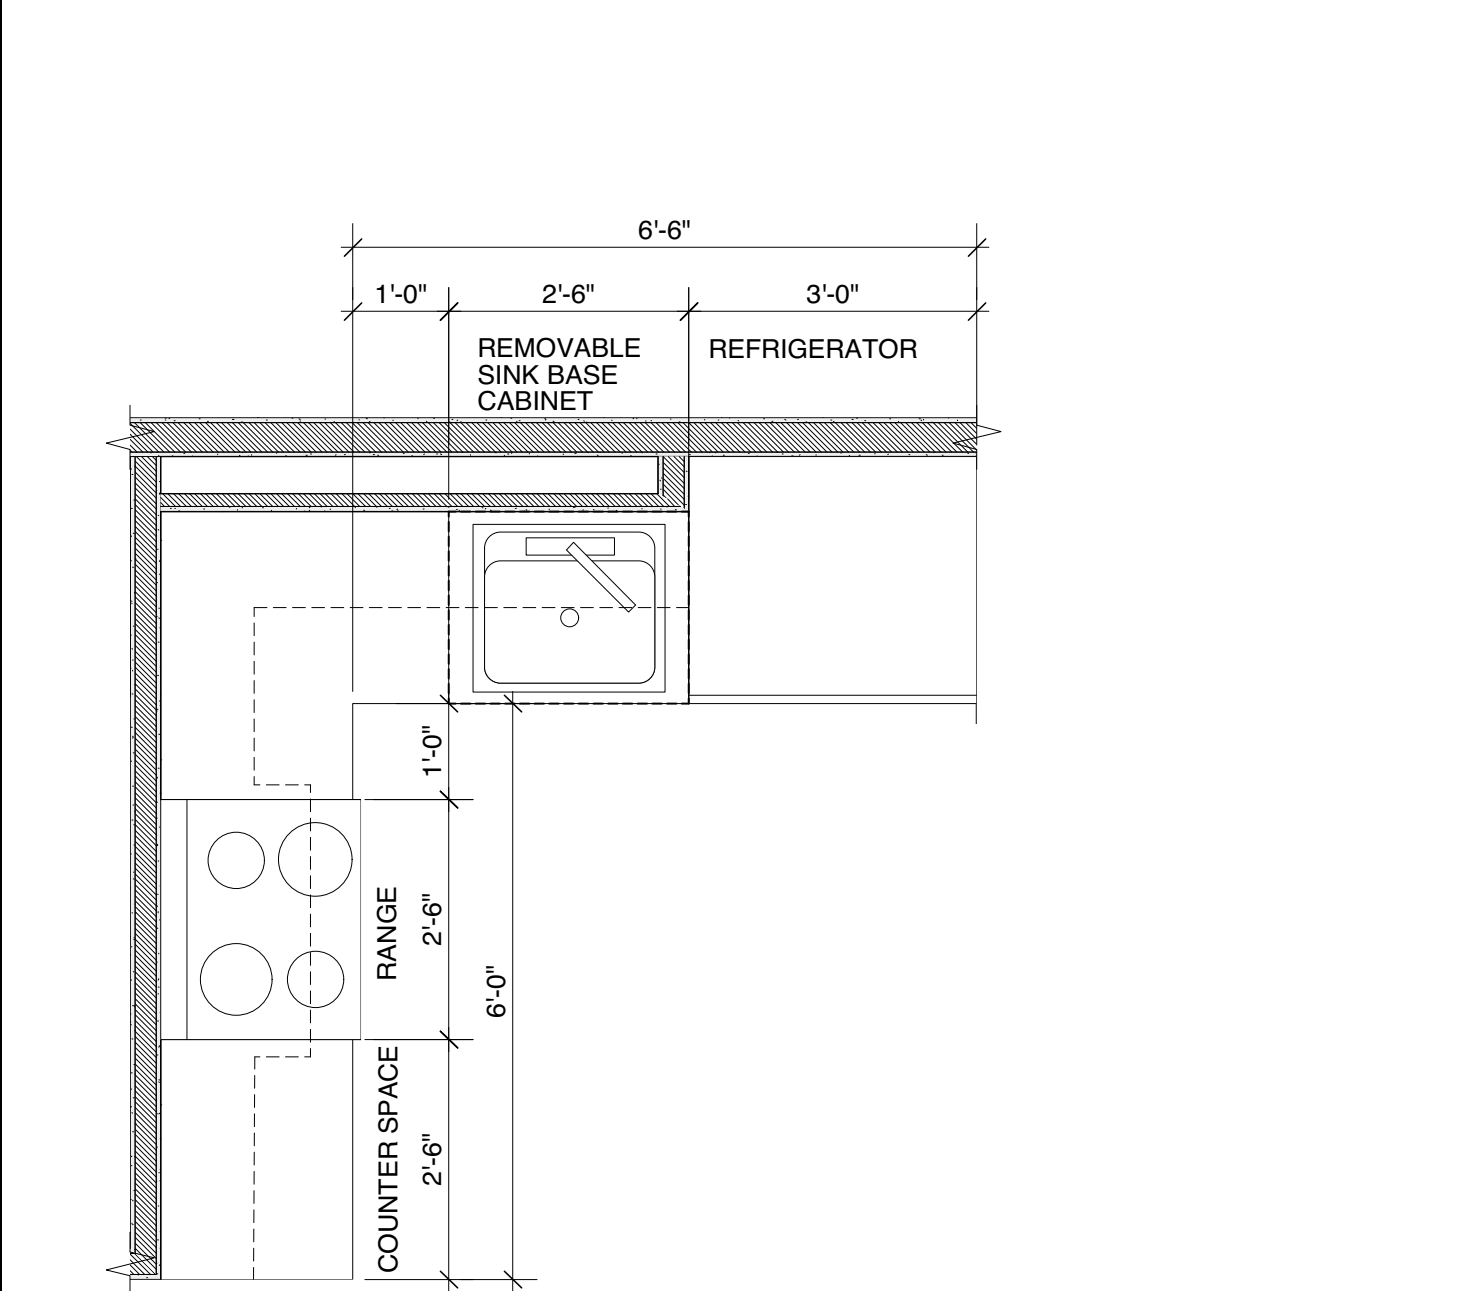 6'-6"
1'-0"
2'-6"
3'-0"
REMOVABLE
SINK BASE
CABINET
REFRIGERATOR
1'-0"
RANGE
2'-6"
6'-0"
COUNTER SPACE
2'-6"